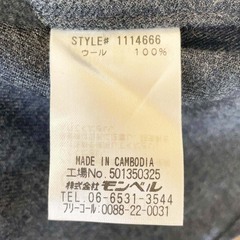 STYLE# 1114666
ウール 100%
MADE IN CAMBODIA
工場No.501350325
株式会社モンベル
TEL.06-6531-3544
フリーコール:0088-22-0031